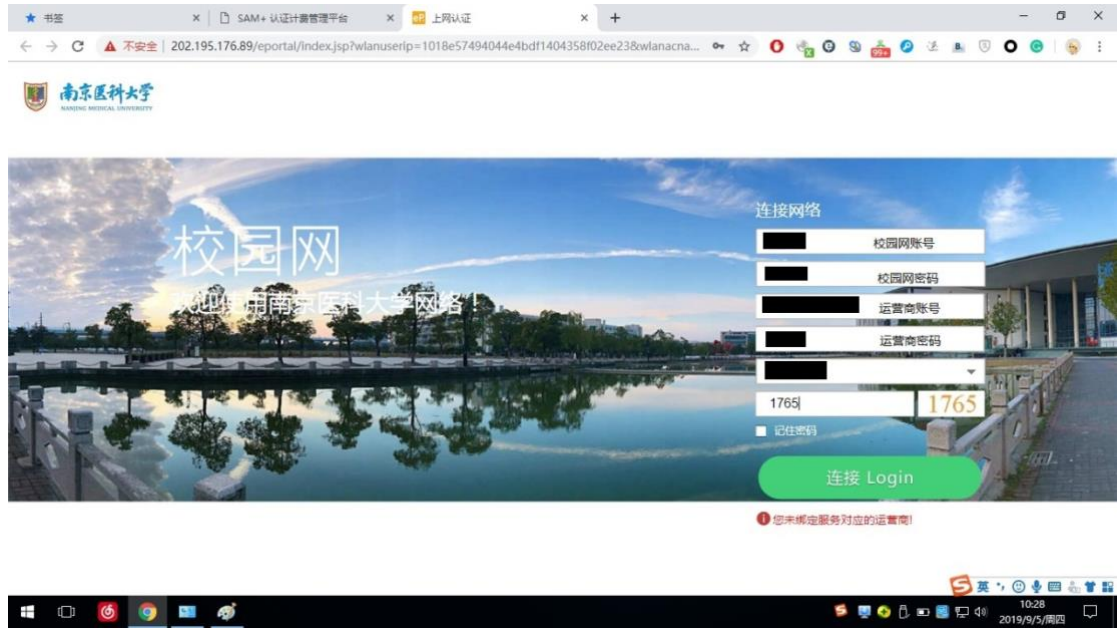 书签
SAM+ 认证计费管理平台
上网认证
不安全 | 202.195.176.89/eportal/index.jsp?wlanuserip=1018e57494044e4bdf1404358f02ee23&wlanacna...
99+
南京医科大学
NANJING MEDICAL UNIVERSITY
校园网
欢迎使用南京医科大学网络！
连接网络
校园网账号
校园网密码
运营商账号
运营商密码
1765
1765
记住密码
连接 Login
您未绑定服务对应的运营商!
英
10:28
2019/9/5/周四